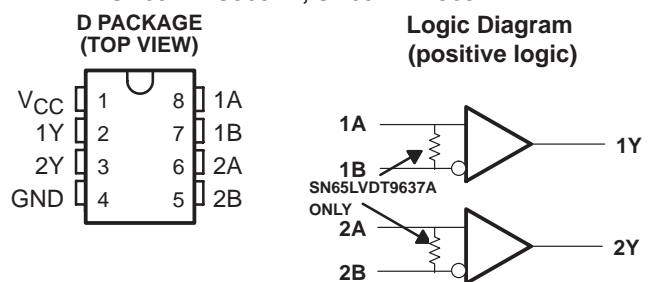 D PACKAGE
(TOP VIEW)
VCC 1 8 1A
1Y 2 7 1B
2Y 3 6 2A
GND 4 5 2B
Logic Diagram
(positive logic)
1A
1Y
1B
SN65LVDT9637A
ONLY
2A
2Y
2B